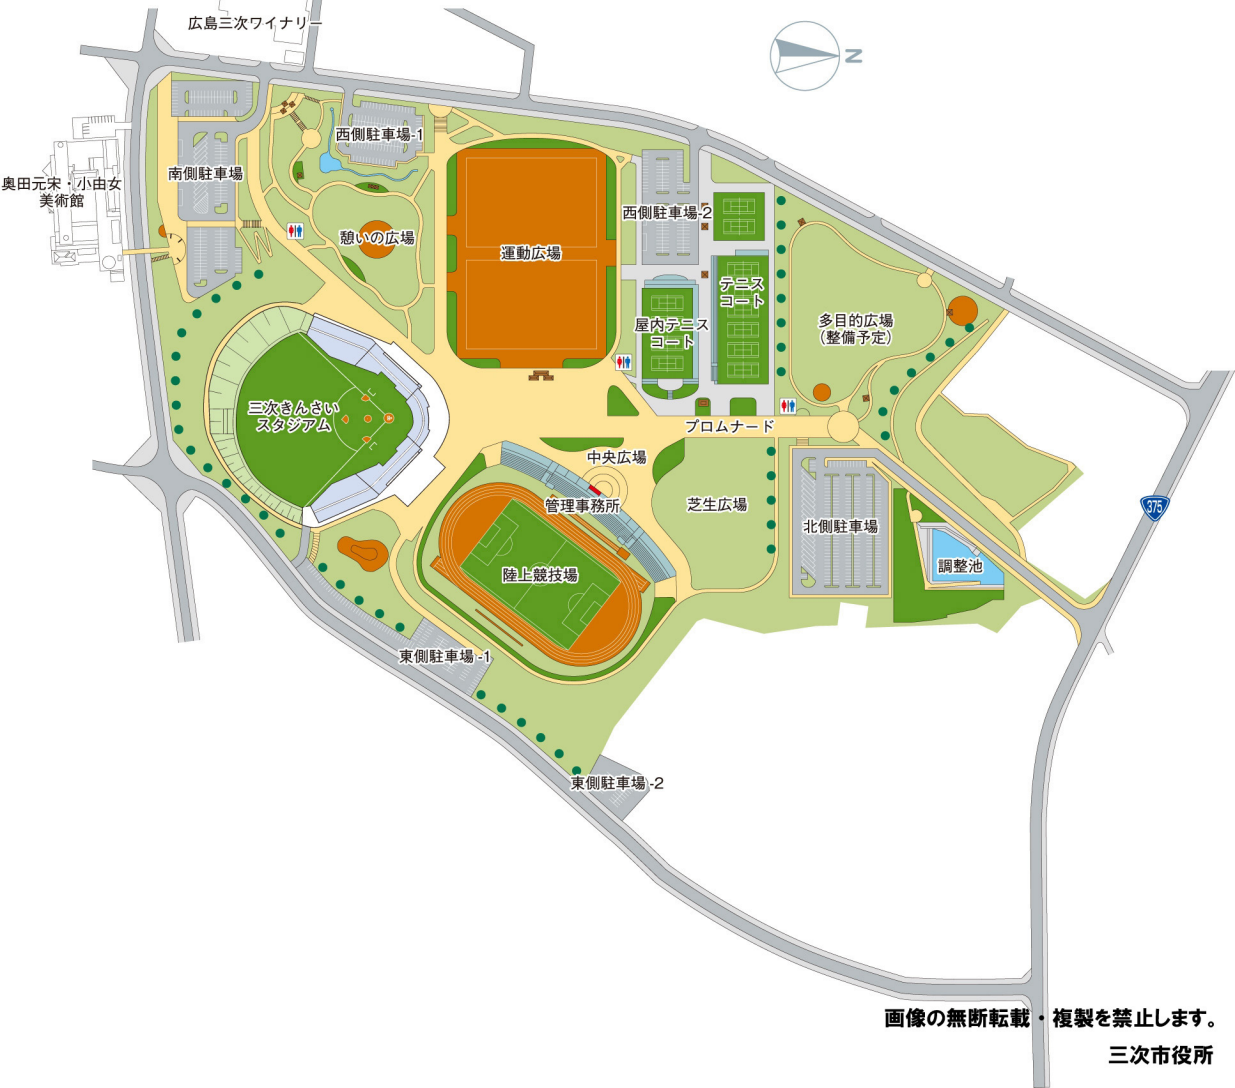 広島三次ワイナリー
N
西側駐車場-1
南側駐車場
奥田元宋・小由女
美術館
西側駐車場-2
憩いの広場
運動広場
テニス
コート
屋内テニス
コート
多目的広場
(整備予定)
三次きんさい
スタジアム
プロムナード
中央広場
管理事務所
芝生広場
北側駐車場
375
調整池
陸上競技場
東側駐車場-1
東側駐車場-2
画像の無断転載・複製を禁止します。
三次市役所